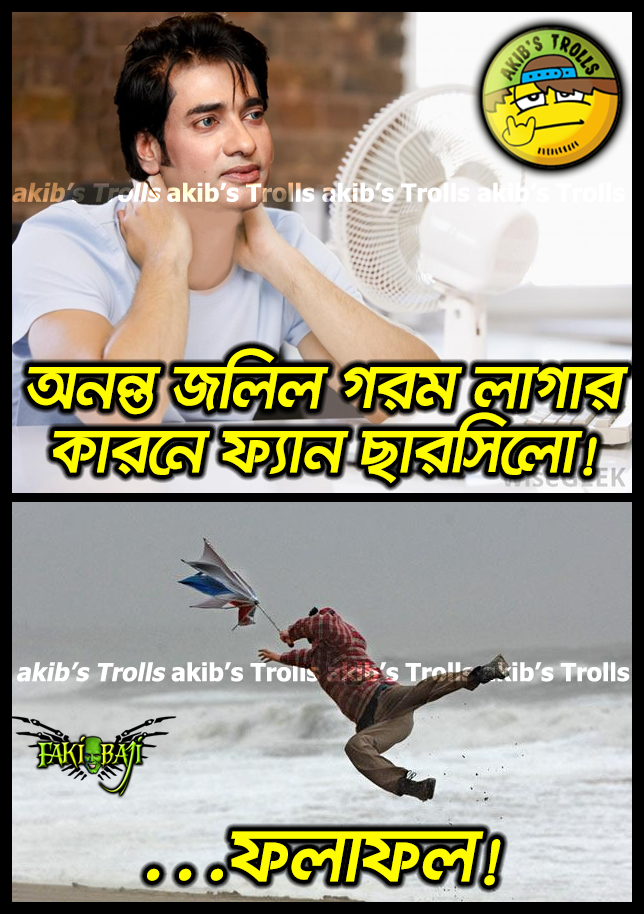 AKIB'S TROLLS
akib's Trolls akib's Trolls akib's Trolls akib's Trolls
অনন্ত জলিল গরম লাগার
কারনে ফ্যান ছারসিলো!
WISEGEEK
akib's Trolls akib's Trolls akib's Trolls akib's Trolls
FAKIBAJI
...ফলাফল!